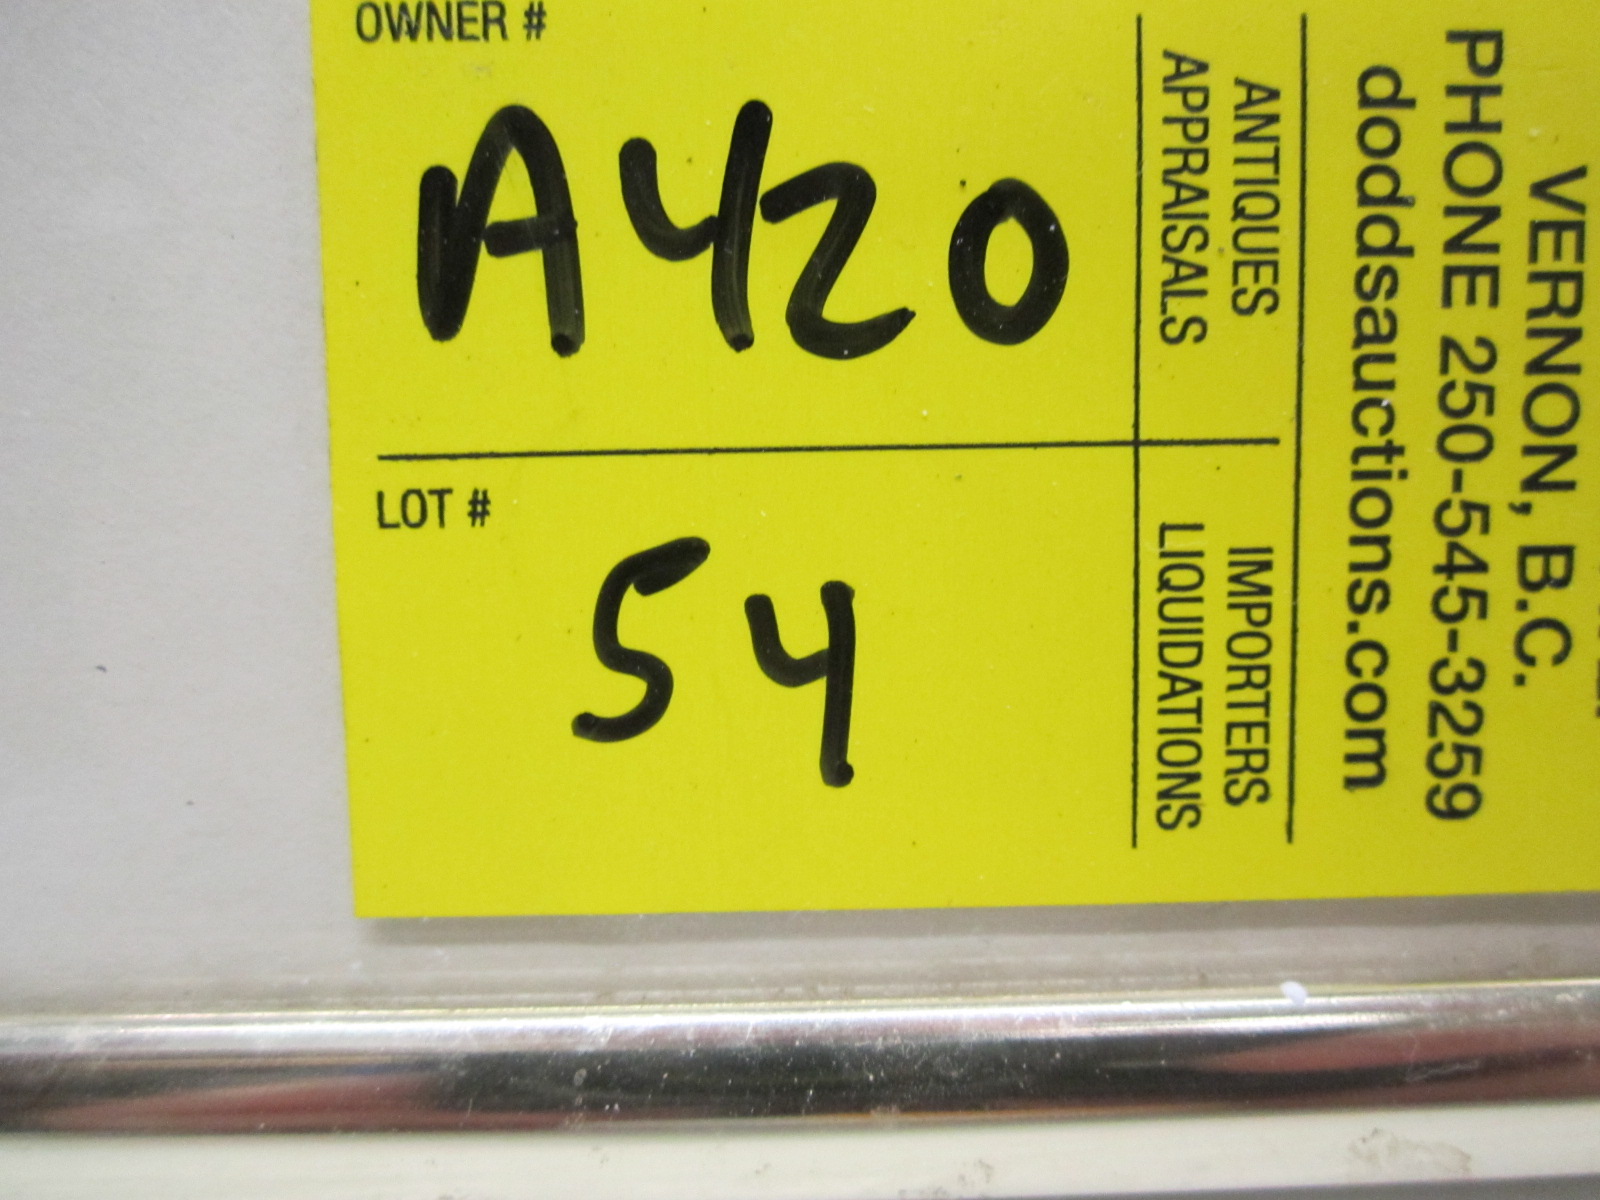 OWNER #
A420
LOT #
54
VERNON, B.C.
PHONE 250-545-3259
doddsauctions.com
ANTIQUES
APPRAISALS
IMPORTERS
LIQUIDATIONS